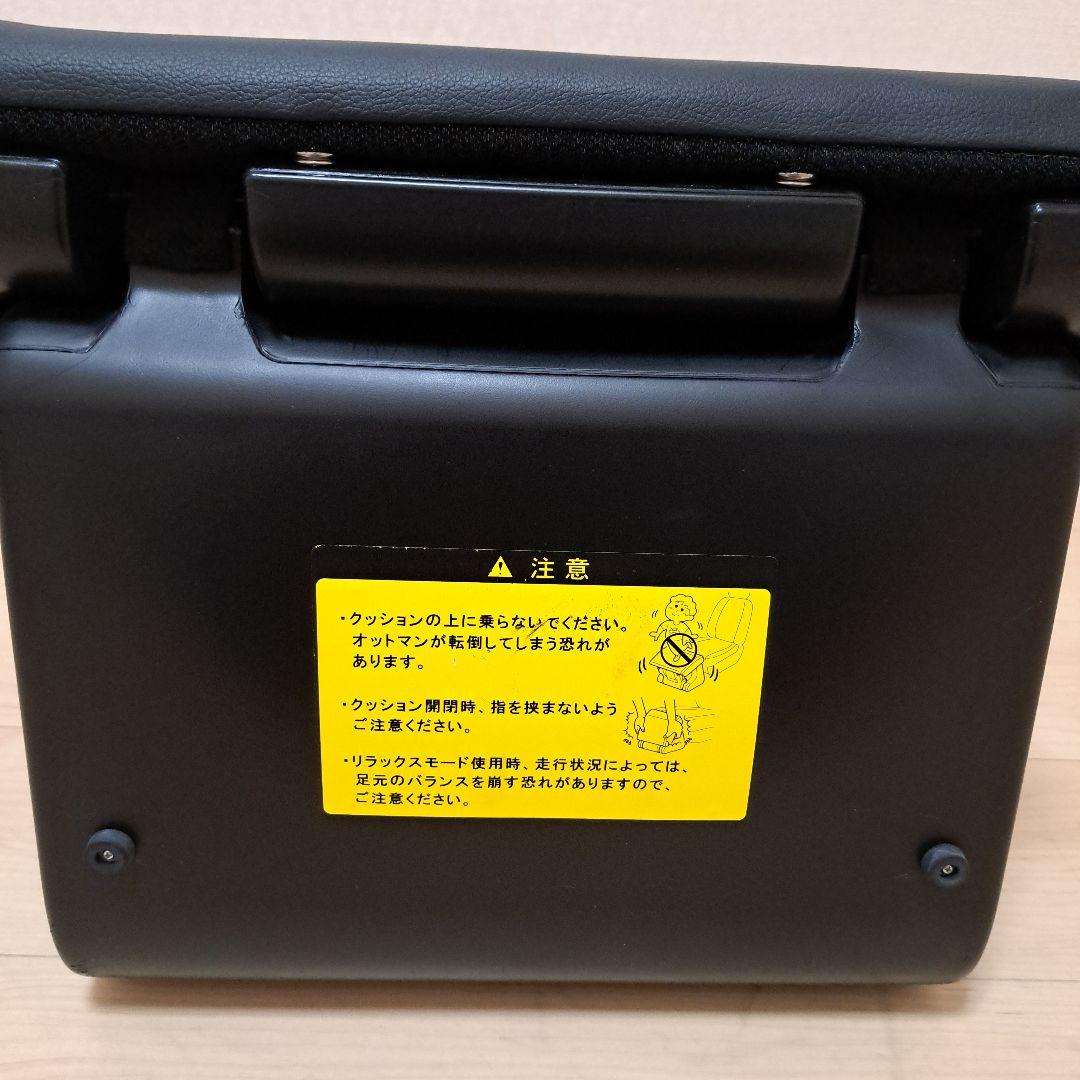 注意
・クッションの上に乗らないでください。
オットマンが転倒してしまう恐れが
あります。
・クッション開閉時、指を挟まないよう
ご注意ください。
・リラックスモード使用時、走行状況によっては、
足元のバランスを崩す恐れがありますので、
ご注意ください。